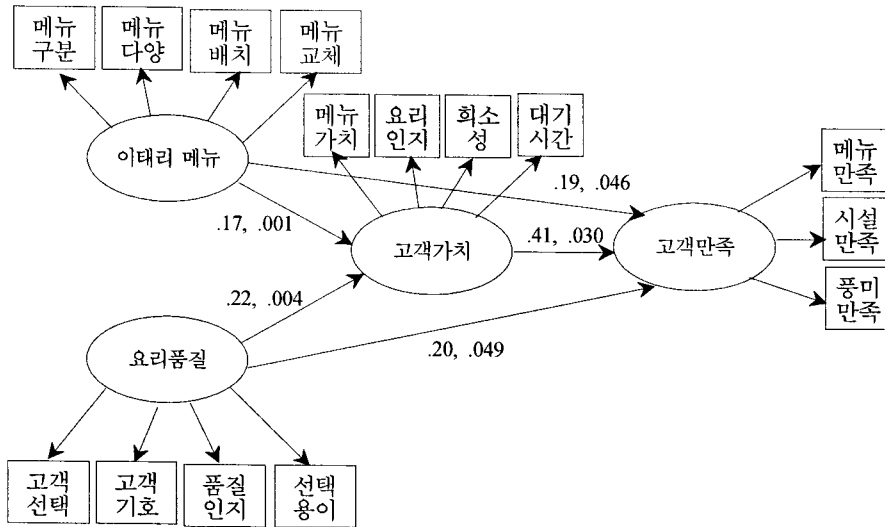 메뉴
구분
메뉴
다양
메뉴
배치
메뉴
교체
메뉴
가치
요리
인지
희소
성
대기
시간
이태리 메뉴
메뉴
만족
.19, .046
.17, .001
고객가치
.41, .030
고객만족
시설
만족
.22, .004
풍미
만족
요리품질
.20, .049
고객
선택
고객
기호
품질
인지
선택
용이